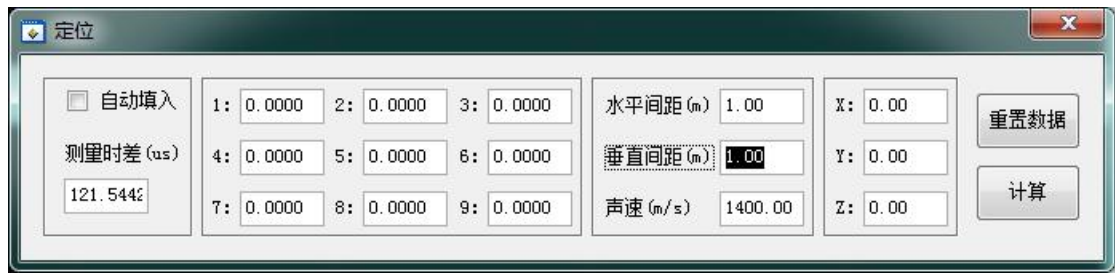 定位
自动填入
测量时差(us)
121.5442
1: 0.0000 2: 0.0000 3: 0.0000
4: 0.0000 5: 0.0000 6: 0.0000
7: 0.0000 8: 0.0000 9: 0.0000
水平间距(m) 1.00
垂直间距(m) 1.00
声速(m/s) 1400.00
X: 0.00
Y: 0.00
Z: 0.00
重置数据
计算